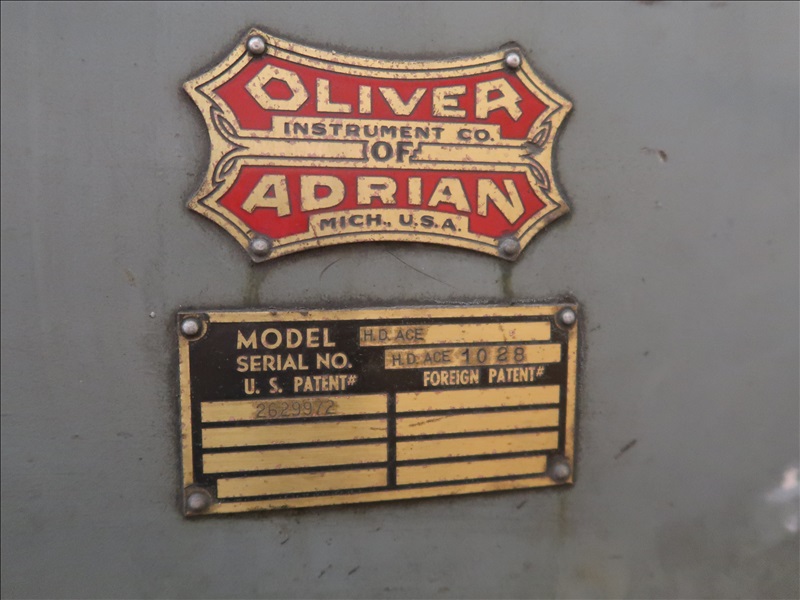 OLIVER
INSTRUMENT CO.
OF
ADRIAN
MICH., U.S.A.
MODEL H.D. ACE
SERIAL NO. H.D. ACE 1028
U. S. PATENT# FOREIGN PATENT#
2629972